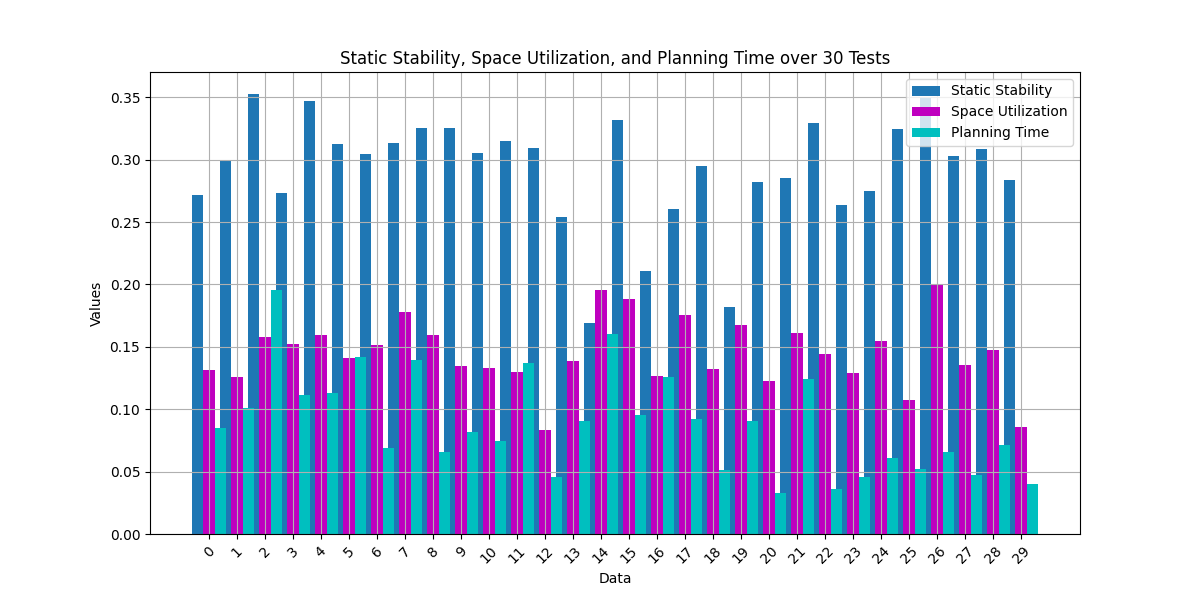 Static Stability, Space Utilization, and Planning Time over 30 Tests
Static Stability
Space Utilization
Planning Time
0.35
0.30
0.25
0.20
0.15
0.10
0.05
0.00
Values
0 1 2 3 4 5 6 7 8 9 10 11 12 13 14 15 16 17 18 19 20 21 22 23 24 25 26 27 28 29
Data